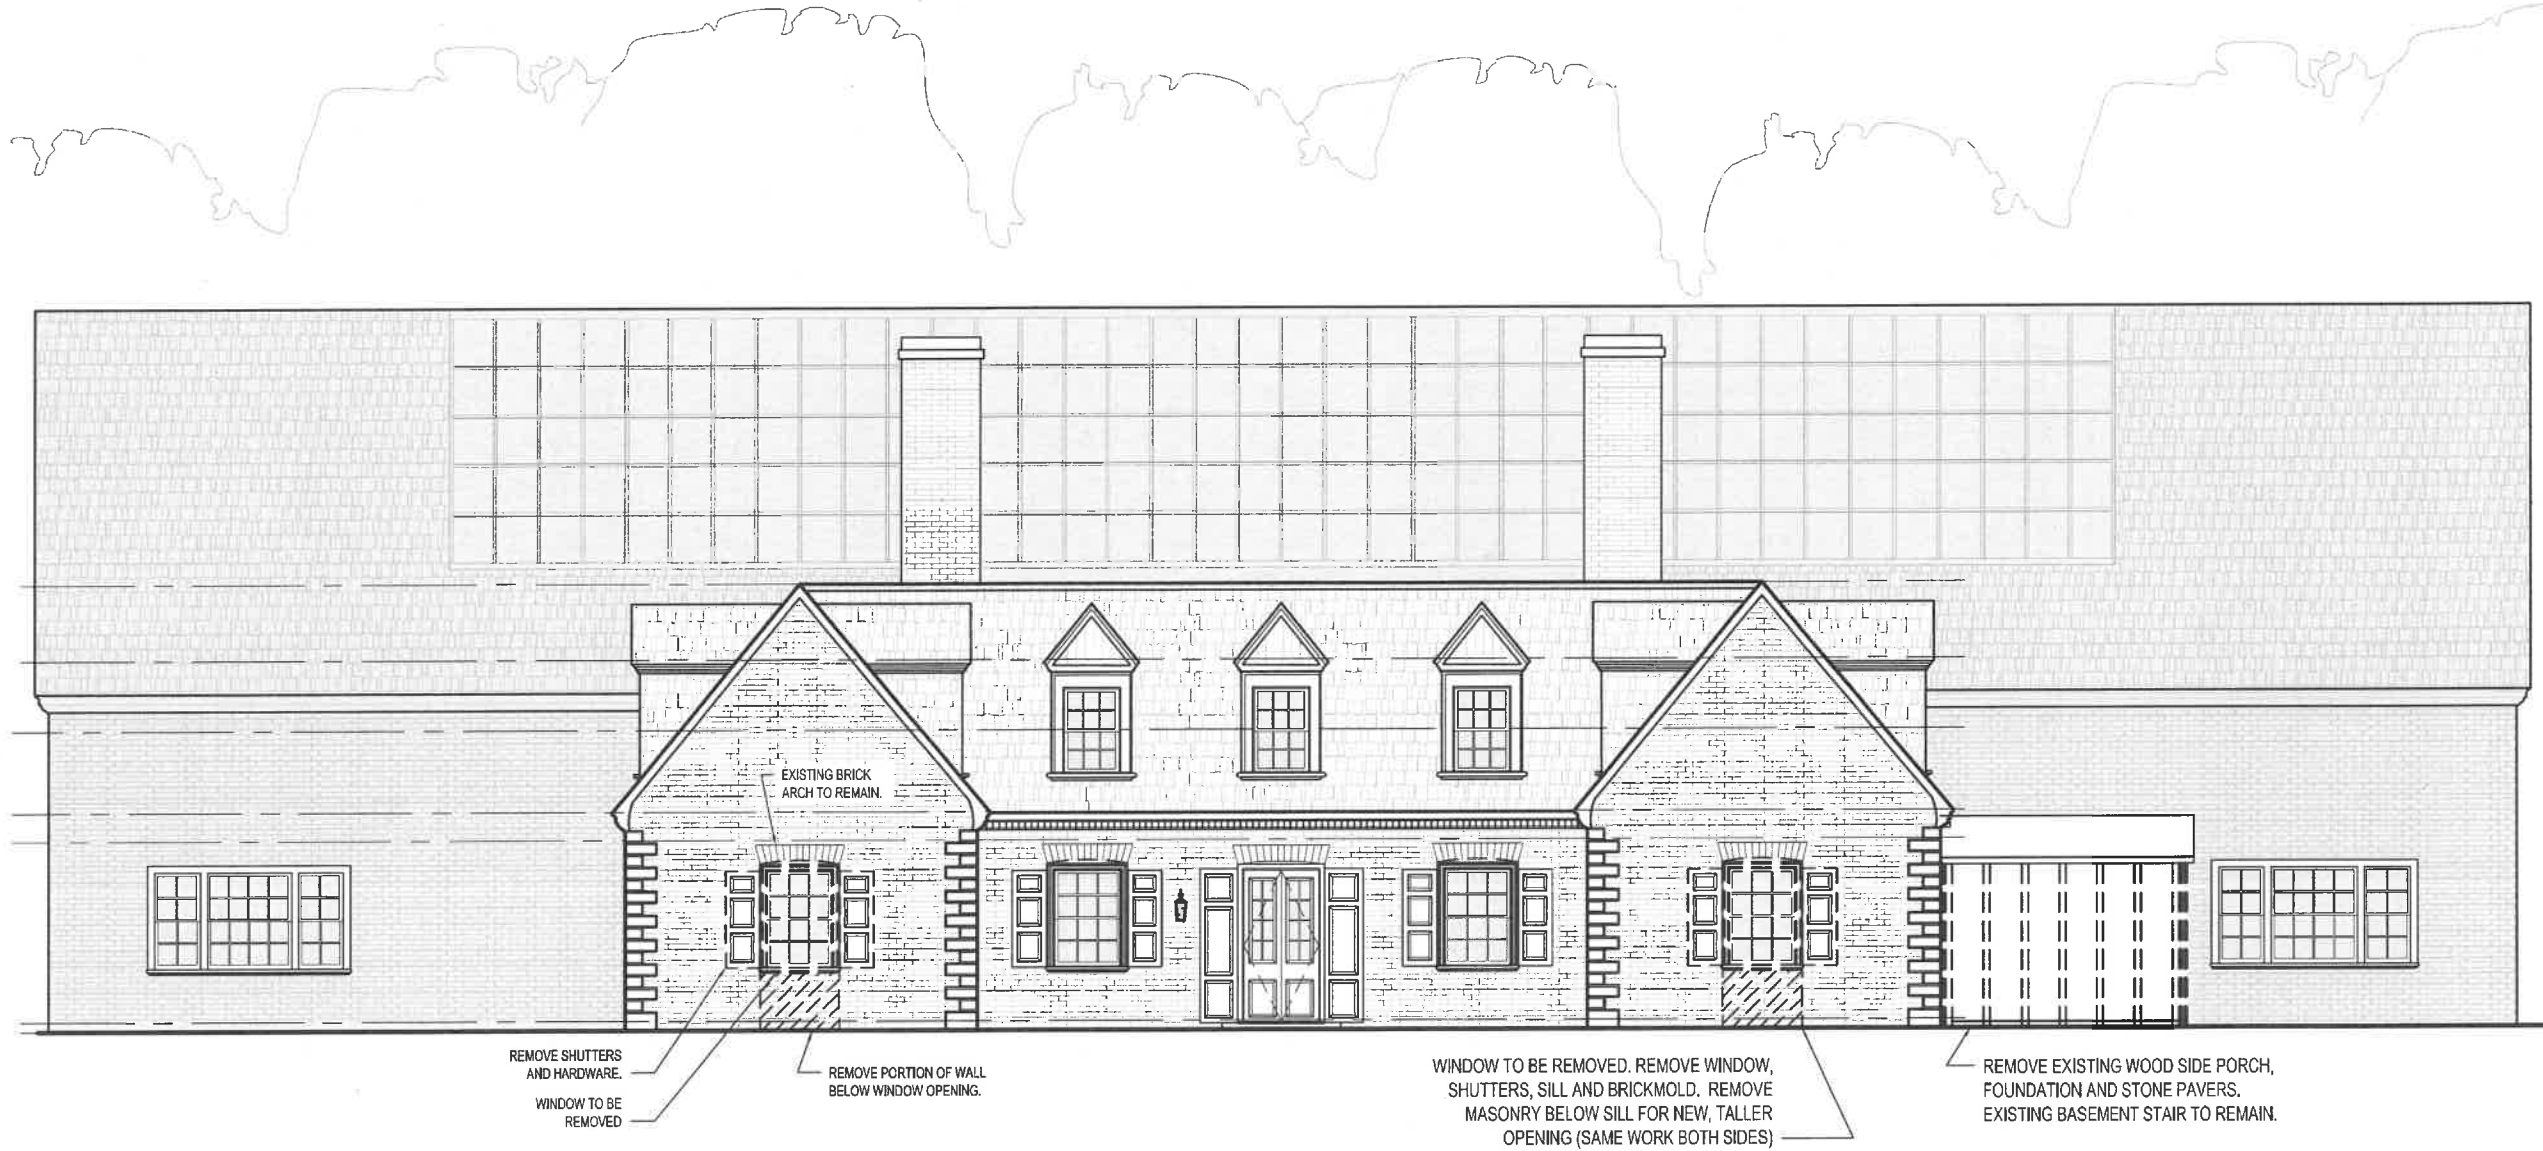 EXISTING BRICK
ARCH TO REMAIN.
REMOVE SHUTTERS
AND HARDWARE.
WINDOW TO BE
REMOVED
REMOVE PORTION OF WALL
BELOW WINDOW OPENING.
WINDOW TO BE REMOVED. REMOVE WINDOW,
SHUTTERS, SILL AND BRICKMOLD. REMOVE
MASONRY BELOW SILL FOR NEW, TALLER
OPENING (SAME WORK BOTH SIDES)
REMOVE EXISTING WOOD SIDE PORCH,
FOUNDATION AND STONE PAVERS.
EXISTING BASEMENT STAIR TO REMAIN.